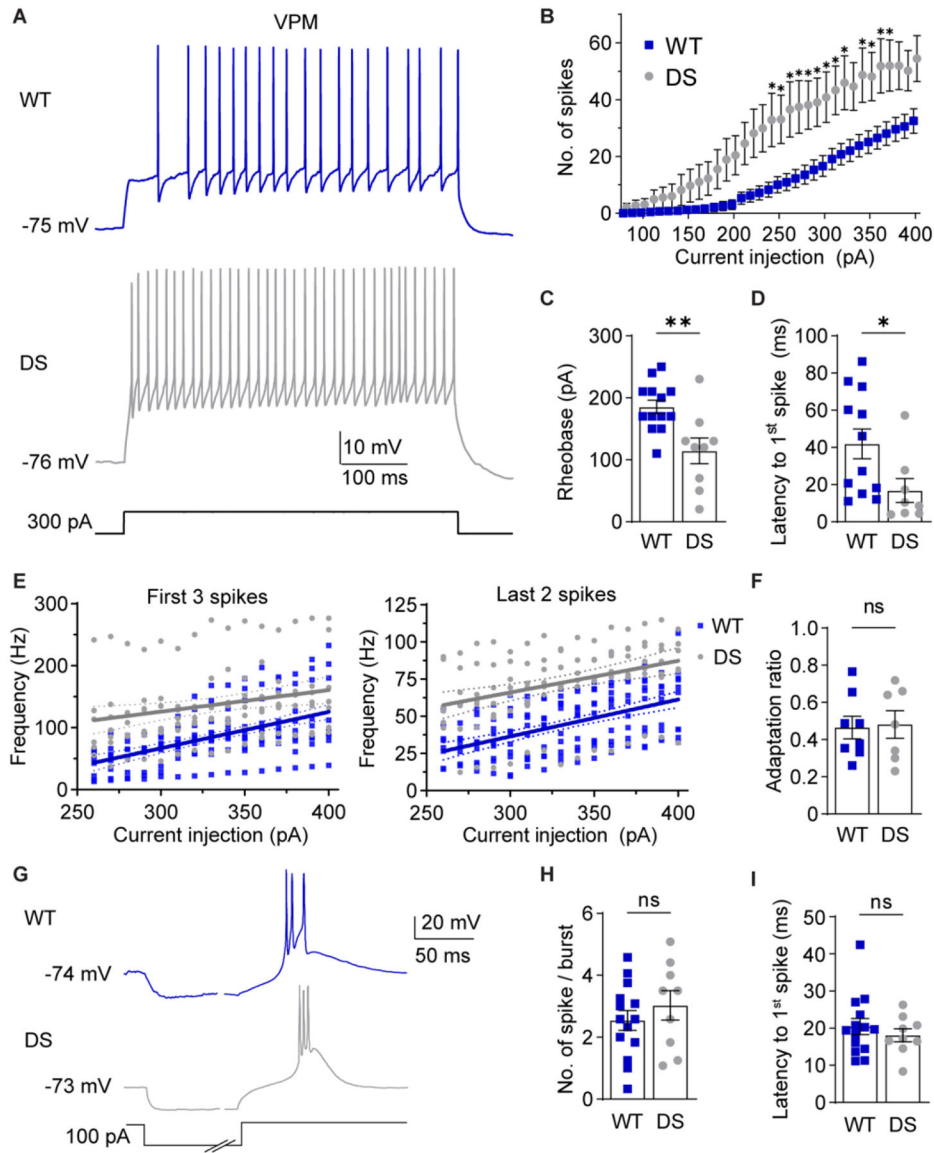 A
VPM
WT
-75 mV
DS
-76 mV
10 mV
100 ms
300 pA
B
No. of spikes
60
40
20
0
WT
DS
* * * * * * * * * * * * *
100 150 200 250 300 350 400
Current injection (pA)
C
Rheobase (pA)
300
200
100
0
**
WT DS
D
Latency to 1st spike (ms)
100
80
60
40
20
0
*
WT DS
E
First 3 spikes
Frequency (Hz)
300
200
100
0
250 300 350 400
Current injection (pA)
Last 2 spikes
Frequency (Hz)
125
100
75
50
25
0
250 300 350 400
Current injection (pA)
WT
DS
F
Adaptation ratio
1.0
0.8
0.6
0.4
0.2
0
ns
WT DS
G
WT
-74 mV
DS
-73 mV
20 mV
50 ms
100 pA
H
No. of spike / burst
6
4
2
0
ns
WT DS
I
Latency to 1st spike (ms)
50
40
30
20
10
0
ns
WT DS